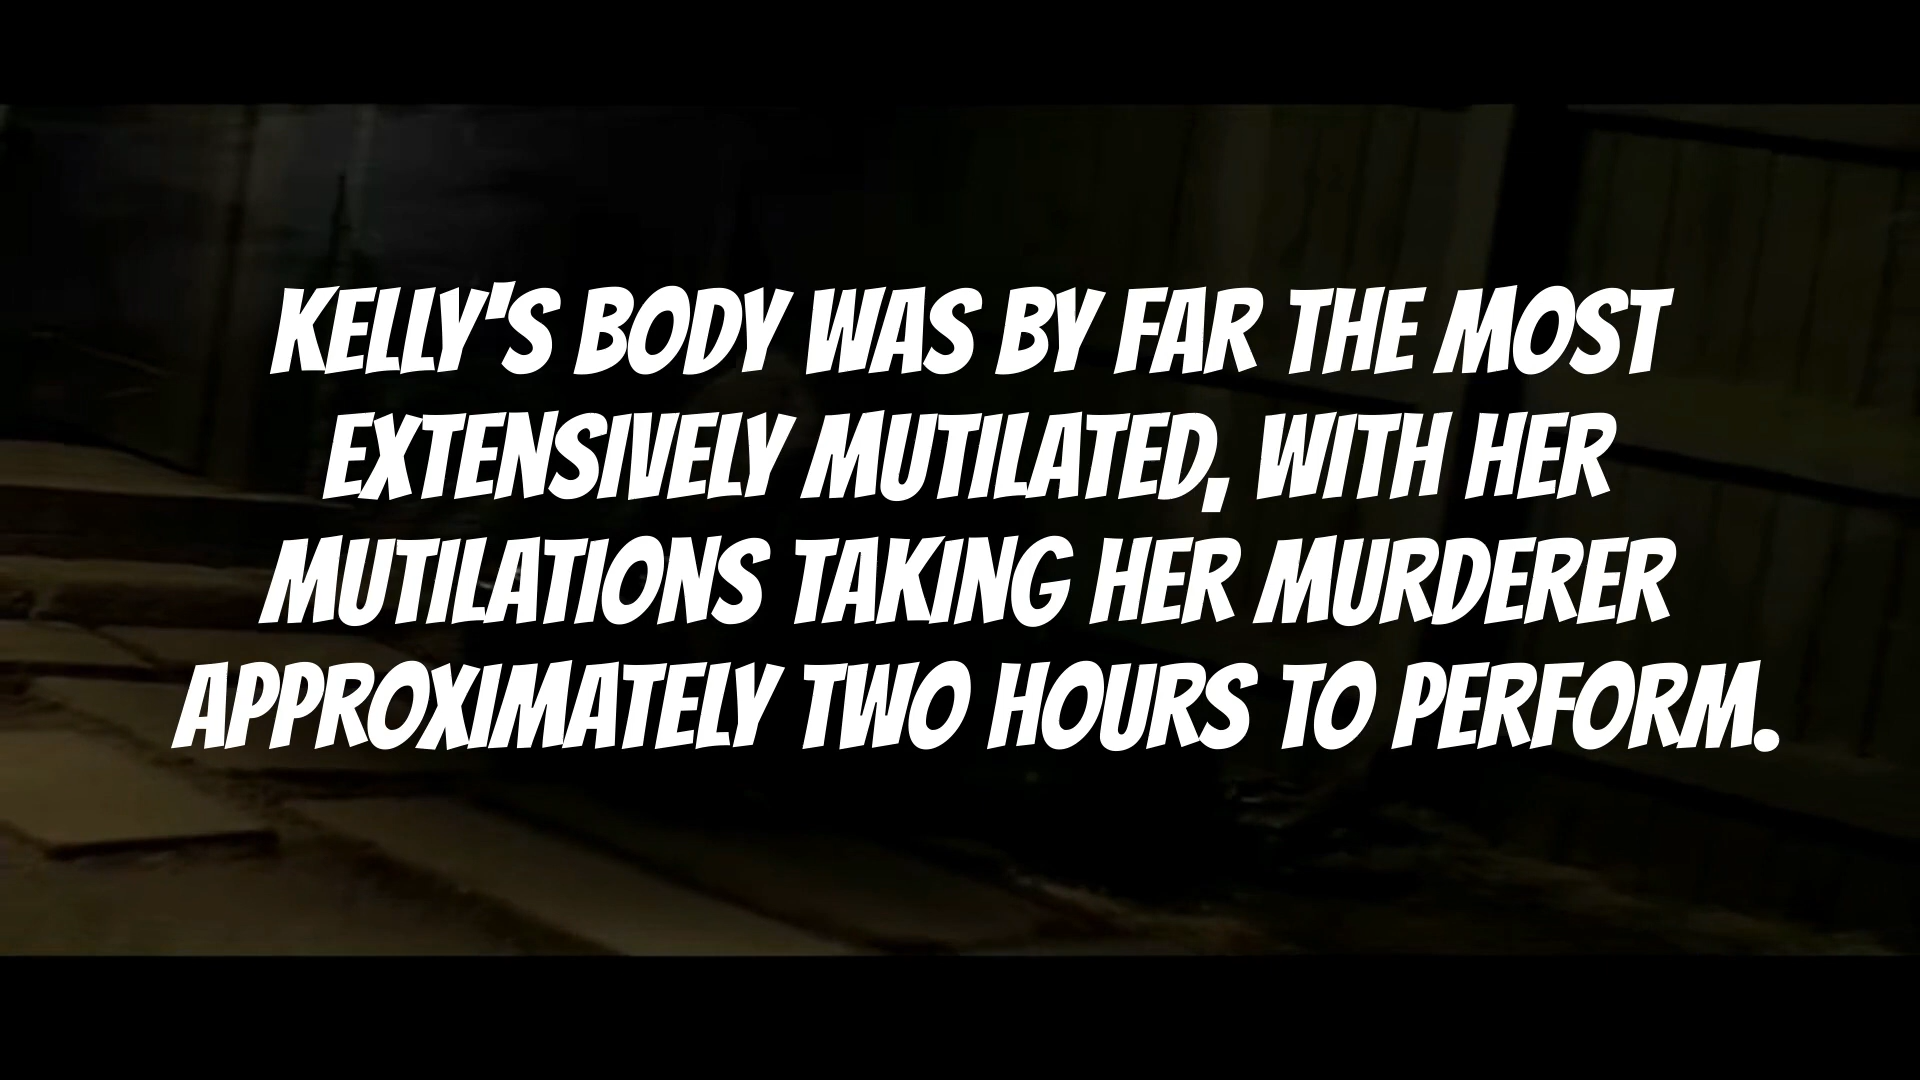 KELLY'S BODY WAS BY FAR THE MOST
EXTENSIVELY MUTILATED, WITH HER
MUTILATIONS TAKING HER MURDERER
APPROXIMATELY TWO HOURS TO PERFORM.